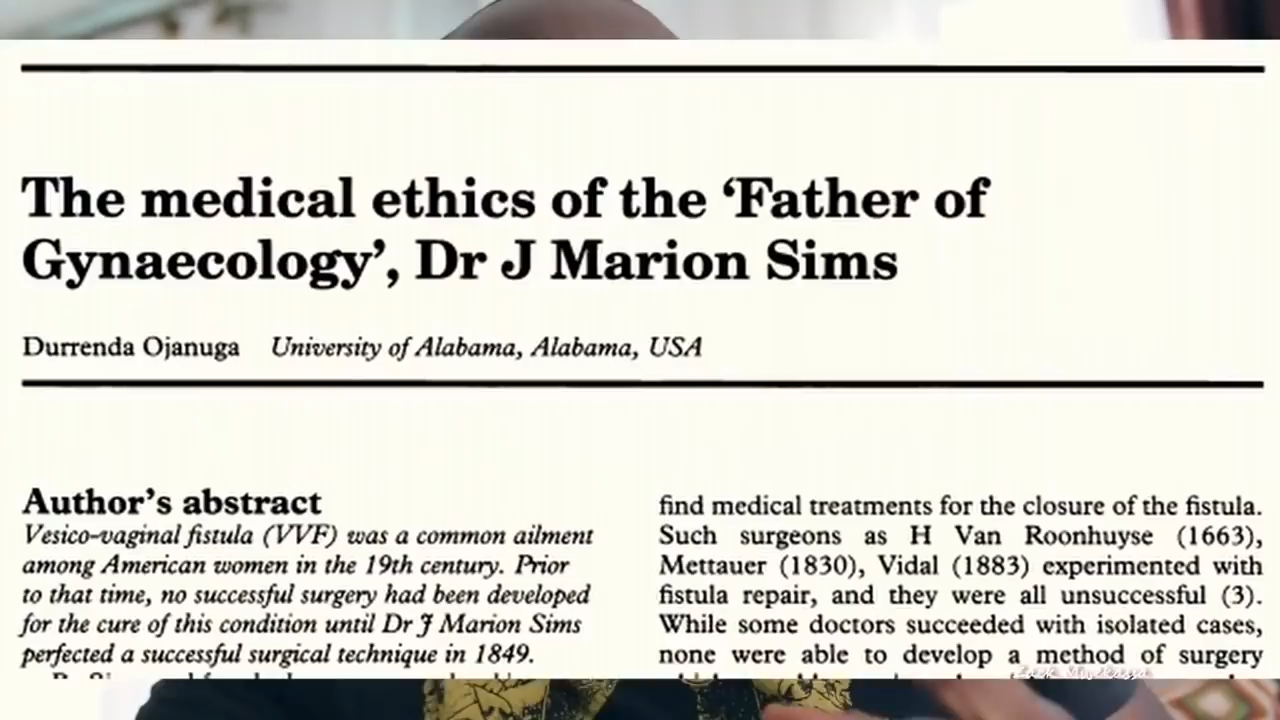 The medical ethics of the ‘Father of
Gynaecology’, Dr J Marion Sims
Durrenda Ojanuga University of Alabama, Alabama, USA
Author’s abstract
Vesico-vaginal fistula (VVF) was a common ailment
among American women in the 19th century. Prior
to that time, no successful surgery had been developed
for the cure of this condition until Dr J Marion Sims
perfected a successful surgical technique in 1849.
find medical treatments for the closure of the fistula.
Such surgeons as H Van Roonhuyse (1663),
Mettauer (1830), Vidal (1883) experimented with
fistula repair, and they were all unsuccessful (3).
While some doctors succeeded with isolated cases,
none were able to develop a method of surgery